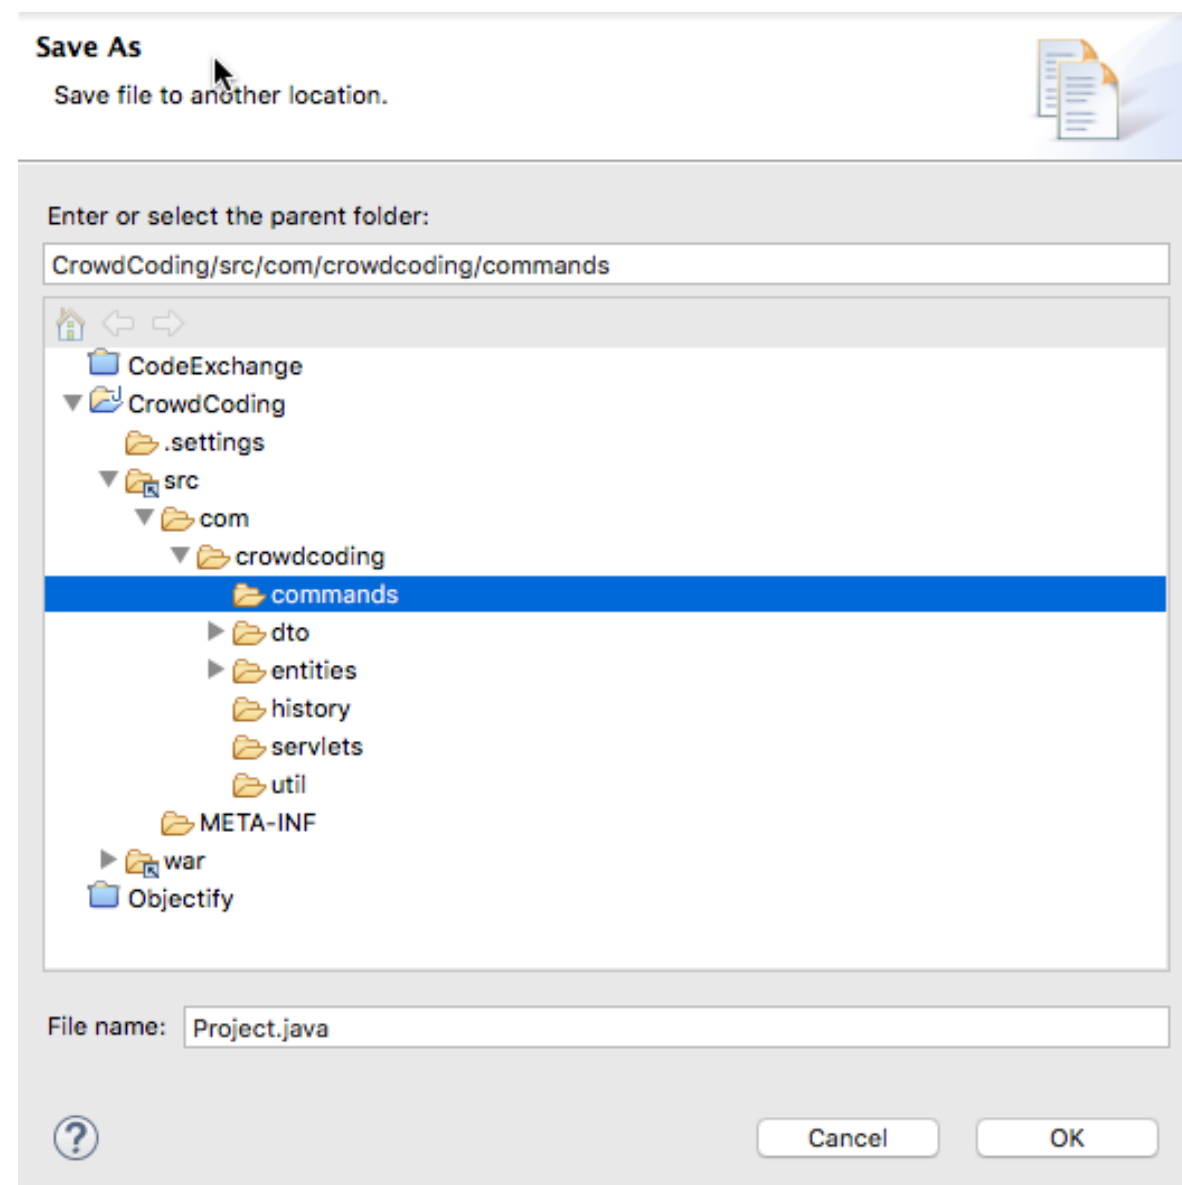 Save As
Save file to another location.
Enter or select the parent folder:
CrowdCoding/src/com/crowdcoding/commands
CodeExchange
CrowdCoding
.settings
src
com
crowdcoding
commands
dto
entities
history
servlets
util
META-INF
war
Objectify
File name: Project.java
? Cancel OK